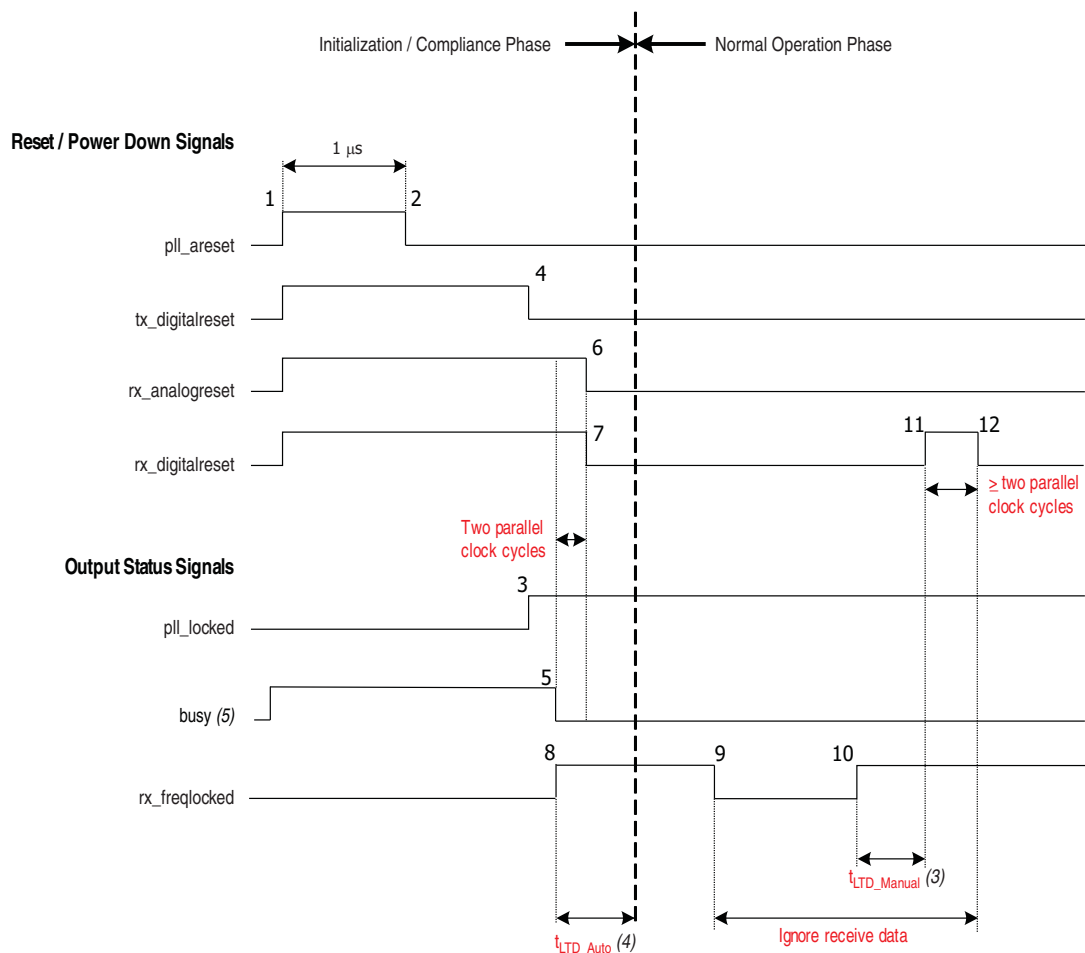 Initialization / Compliance Phase
Normal Operation Phase
Reset / Power Down Signals
1 μs
1
2
pll_areset
4
tx_digitalreset
6
rx_analogreset
7
11
12
rx_digitalreset
≥ two parallel
clock cycles
Two parallel
clock cycles
Output Status Signals
3
pll_locked
5
busy (5)
8
9
10
rx_freqlocked
tLTD_Manual (3)
tLTD_Auto (4)
Ignore receive data